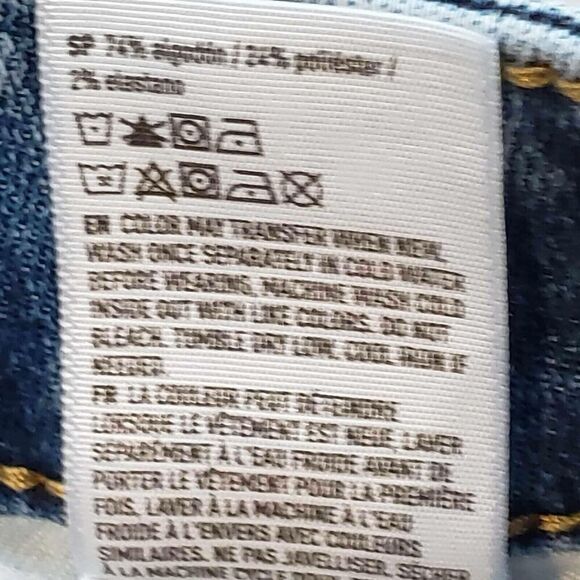 SP 74% algodón / 24% poliéster /
2% elastano
EN COLOR MAY TRANSFER WHEN NEW,
WASH ONCE SEPARATELY IN COLD WATER
BEFORE WEARING. MACHINE WASH COLD
INSIDE OUT WITH LIKE COLORS. DO NOT
BLEACH. TUMBLE DRY LOW. COOL IRON IF
NEEDED.
FR LA COULEUR PEUT DÉTEINDRE
LORSQUE LE VÊTEMENT EST NEUF, LAVER
SÉPARÉMENT À L'EAU FROIDE AVANT DE
PORTER LE VÊTEMENT POUR LA PREMIÈRE
FOIS. LAVER À LA MACHINE À L'EAU
FROIDE À L'ENVERS AVEC COULEURS
SIMILAIRES. NE PAS JAVELLISER. SÉCHER
À LA MACHINE CYCLE